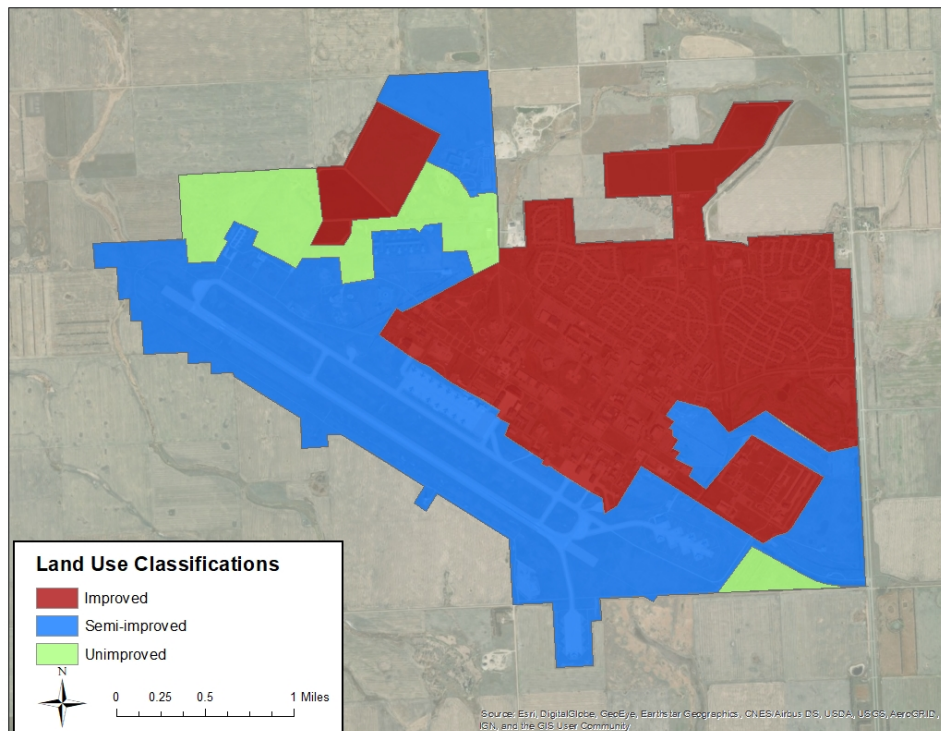 Land Use Classifications
Improved
Semi-improved
Unimproved
N
0 0.25 0.5 1 Miles
Source: Esri, DigitalGlobe, GeoEye, Earthstar Geographics, CNES/Airbus DS, USDA, USGS, AeroGRID,
IGN, and the GIS User Community